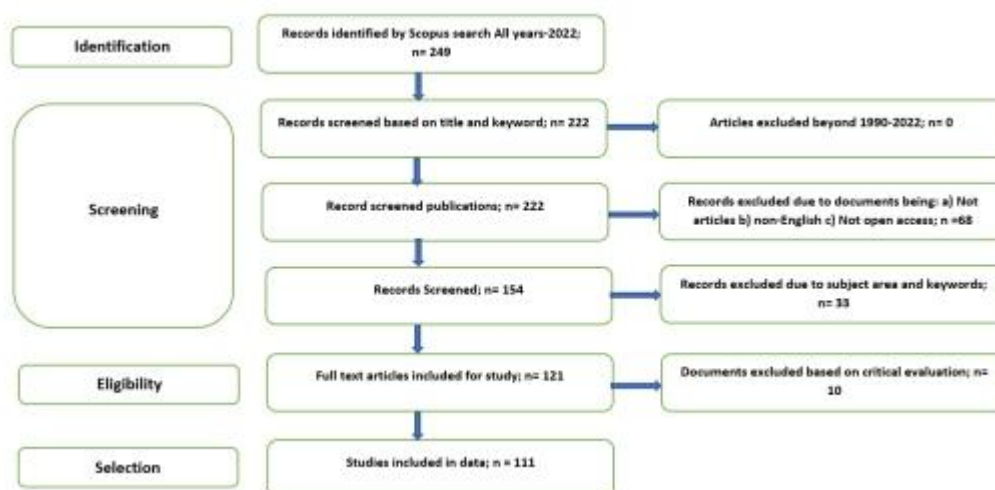 Identification
Records identified by Scopus search All years-2022;
n= 249
Screening
Records screened based on title and keyword; n= 222
Articles excluded beyond 1990-2022; n= 0
Record screened publications; n= 222
Records excluded due to documents being: a) Not
articles b) non-English c) Not open access; n =68
Records Screened; n= 154
Records excluded due to subject area and keywords;
n= 33
Eligibility
Full text articles included for study; n= 121
Documents excluded based on critical evaluation; n=
10
Selection
Studies included in data; n = 111